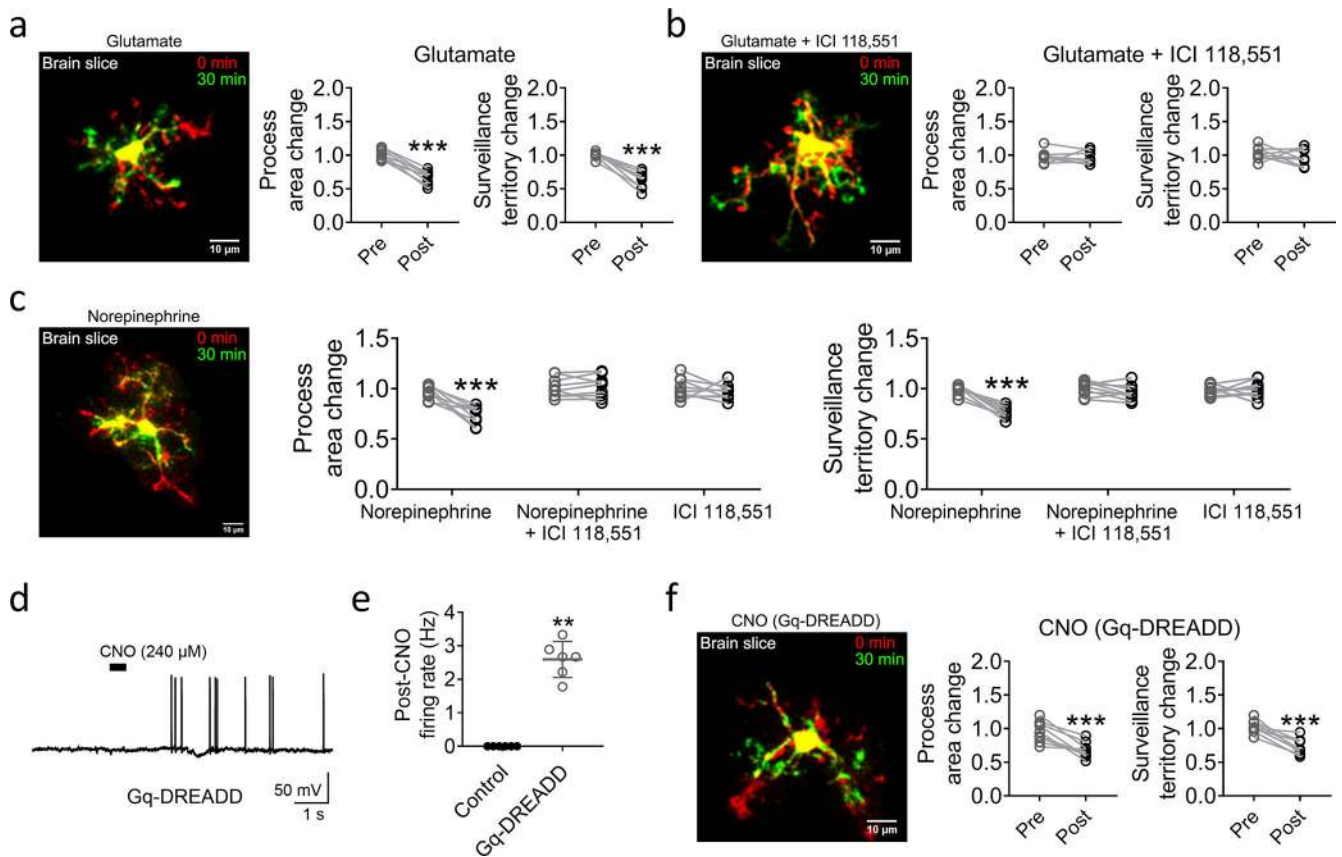 a
Glutamate
Brain slice
0 min
30 min
10 µm
Glutamate
Process
area change
2.0
1.5
1.0
0.5
0.0
***
Pre
Post
Surveillance
territory change
2.0
1.5
1.0
0.5
0.0
***
Pre
Post
b
Glutamate + ICI 118,551
Brain slice
0 min
30 min
10 µm
Glutamate + ICI 118,551
Process
area change
2.0
1.5
1.0
0.5
0.0
Pre
Post
Surveillance
territory change
2.0
1.5
1.0
0.5
0.0
Pre
Post
c
Norepinephrine
Brain slice
0 min
30 min
10 µm
Process
area change
1.5
1.0
0.5
0.0
***
Norepinephrine
Norepinephrine
+ ICI 118,551
ICI 118,551
Surveillance
territory change
1.5
1.0
0.5
0.0
***
Norepinephrine
Norepinephrine
+ ICI 118,551
ICI 118,551
d
CNO (240 µM)
Gq-DREADD
50 mV
1 s
e
Post-CNO
firing rate (Hz)
4
3
2
1
0
**
Control
Gq-DREADD
f
CNO (Gq-DREADD)
Brain slice
0 min
30 min
10 µm
CNO (Gq-DREADD)
Process
area change
2.0
1.5
1.0
0.5
0.0
***
Pre
Post
Surveillance
territory change
2.0
1.5
1.0
0.5
0.0
***
Pre
Post